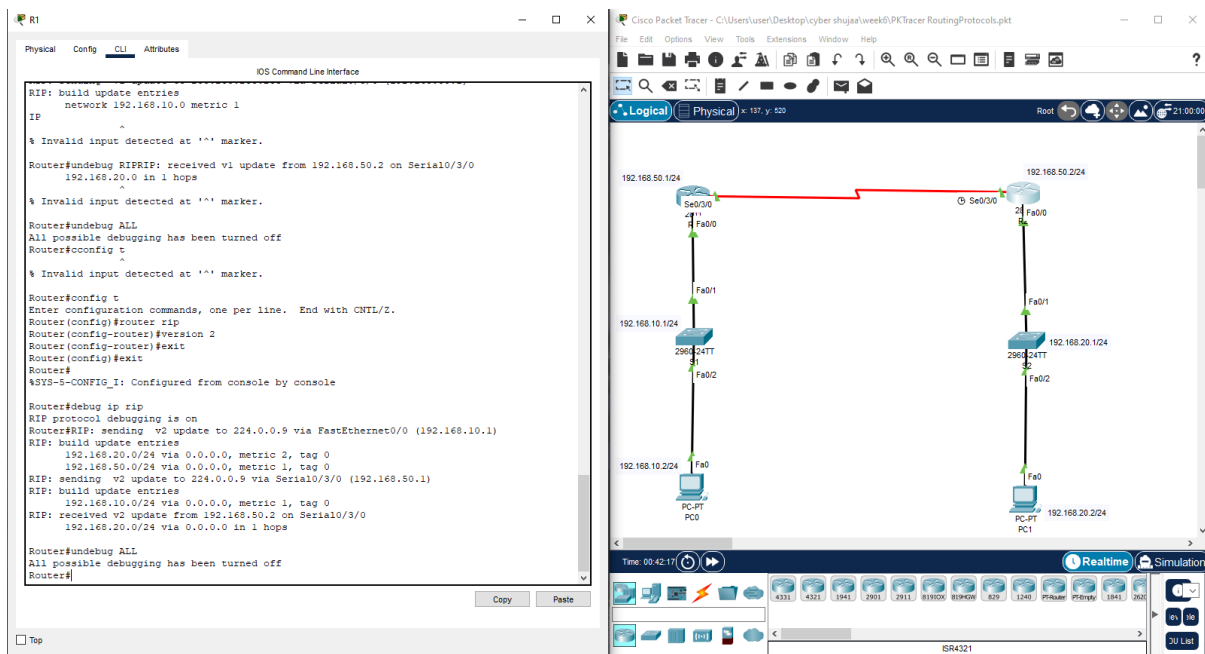 R1
Physical Config CLI Attributes
IOS Command Line Interface
RIP: build update entries
network 192.168.10.0 metric 1
IP
^
% Invalid input detected at '^' marker.
Router#undebug RIPRIP: received v1 update from 192.168.50.2 on Serial0/3/0
192.168.20.0 in 1 hops
^
% Invalid input detected at '^' marker.
Router#undebug ALL
All possible debugging has been turned off
Router#cconfig t
^
% Invalid input detected at '^' marker.
Router#config t
Enter configuration commands, one per line. End with CNTL/Z.
Router(config)#router rip
Router(config-router)#version 2
Router(config-router)#exit
Router(config)#exit
Router#
%SYS-5-CONFIG_I: Configured from console by console
Router#debug ip rip
RIP protocol debugging is on
Router#RIP: sending v2 update to 224.0.0.9 via FastEthernet0/0 (192.168.10.1)
RIP: build update entries
192.168.20.0/24 via 0.0.0.0, metric 2, tag 0
192.168.50.0/24 via 0.0.0.0, metric 1, tag 0
RIP: sending v2 update to 224.0.0.9 via Serial0/3/0 (192.168.50.1)
RIP: build update entries
192.168.10.0/24 via 0.0.0.0, metric 1, tag 0
RIP: received v2 update from 192.168.50.2 on Serial0/3/0
192.168.20.0/24 via 0.0.0.0 in 1 hops
Router#undebug ALL
All possible debugging has been turned off
Router#
Copy Paste
Top
Cisco Packet Tracer - C:\Users\user\Desktop\cyber shujaa\week6\PKTracer RoutingProtocols.pkt
File Edit Options View Tools Extensions Window Help
?
Logical Physical x: 137, y: 520 Root 21:00:00
192.168.50.1/24
192.168.50.2/24
Se0/3/0
Se0/3/0
Fa0/0
Fa0/0
Fa0/1
Fa0/1
192.168.10.1/24
192.168.20.1/24
2960-24TT
S1
2960-24TT
S2
Fa0/2
Fa0/2
192.168.10.2/24
Fa0
Fa0
PC-PT
PC0
PC-PT
PC1
192.168.20.2/24
Time: 00:42:17 Realtime Simulation
4331 4321 1941 2901 2911 819IOX 819HGW 829 1240 PT-Router PT-Empty 1841
ISR4321